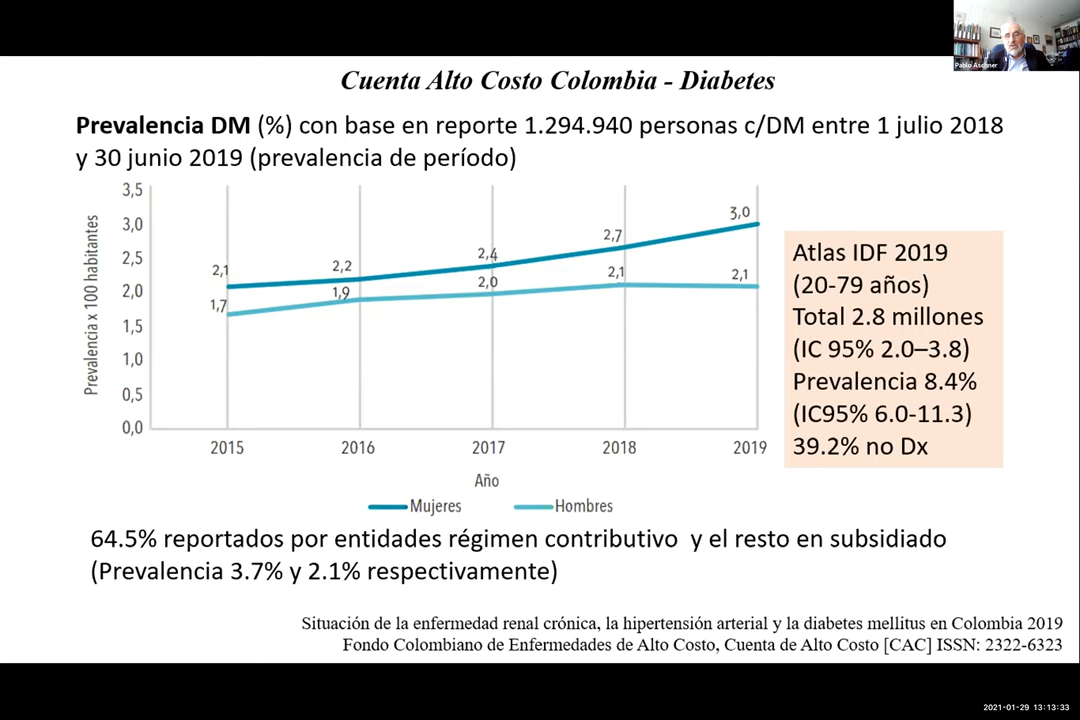 Pablo Aschner
Cuenta Alto Costo Colombia - Diabetes
Prevalencia DM (%) con base en reporte 1.294.940 personas c/DM entre 1 julio 2018
y 30 junio 2019 (prevalencia de período)
Prevalencia x 100 habitantes
3,5
3,0
2,5
2,0
1,5
1,0
0,5
0,0
2,1
2,2
2,4
2,7
3,0
1,7
1,9
2,0
2,1
2,1
2015
2016
2017
2018
2019
Año
Mujeres
Hombres
Atlas IDF 2019
(20-79 años)
Total 2.8 millones
(IC 95% 2.0–3.8)
Prevalencia 8.4%
(IC95% 6.0-11.3)
39.2% no Dx
64.5% reportados por entidades régimen contributivo y el resto en subsidiado
(Prevalencia 3.7% y 2.1% respectivamente)
Situación de la enfermedad renal crónica, la hipertensión arterial y la diabetes mellitus en Colombia 2019
Fondo Colombiano de Enfermedades de Alto Costo, Cuenta de Alto Costo [CAC] ISSN: 2322-6323
2021-01-29 13:13:33